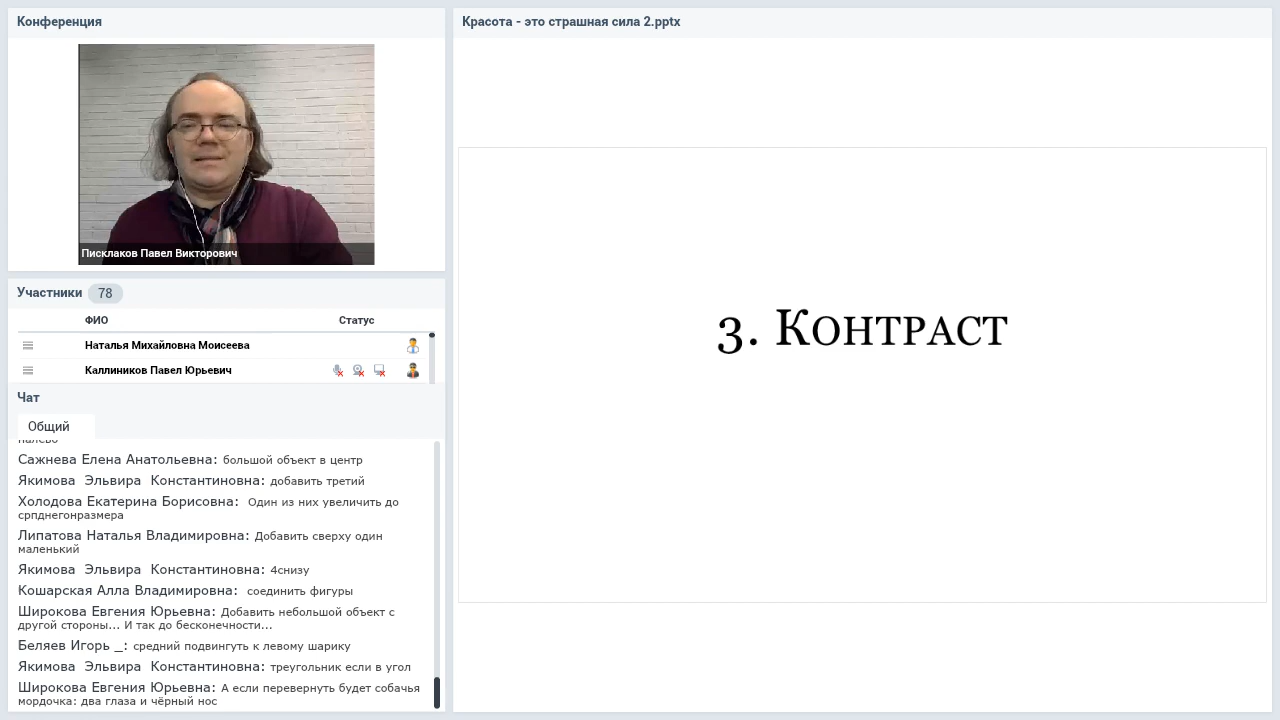 Конференция
Писклаков Павел Викторович
Участники 78
ФИО Статус
Наталья Михайловна Моисеева
Каллиников Павел Юрьевич
Чат
Общий
налево
Сажнева Елена Анатольевна: большой объект в центр
Якимова Эльвира Константиновна: добавить третий
Холодова Екатерина Борисовна: Один из них увеличить до
српднегонразмера
Липатова Наталья Владимировна: Добавить сверху один
маленький
Якимова Эльвира Константиновна: 4снизу
Кошарская Алла Владимировна: соединить фигуры
Широкова Евгения Юрьевна: Добавить небольшой объект с
другой стороны... И так до бесконечности...
Беляев Игорь _: средний подвингуть к левому шарику
Якимова Эльвира Константиновна: треугольник если в угол
Широкова Евгения Юрьевна: А если перевернуть будет собачья
мордочка: два глаза и чёрный нос
Красота - это страшная сила 2.pptx
3. Контраст